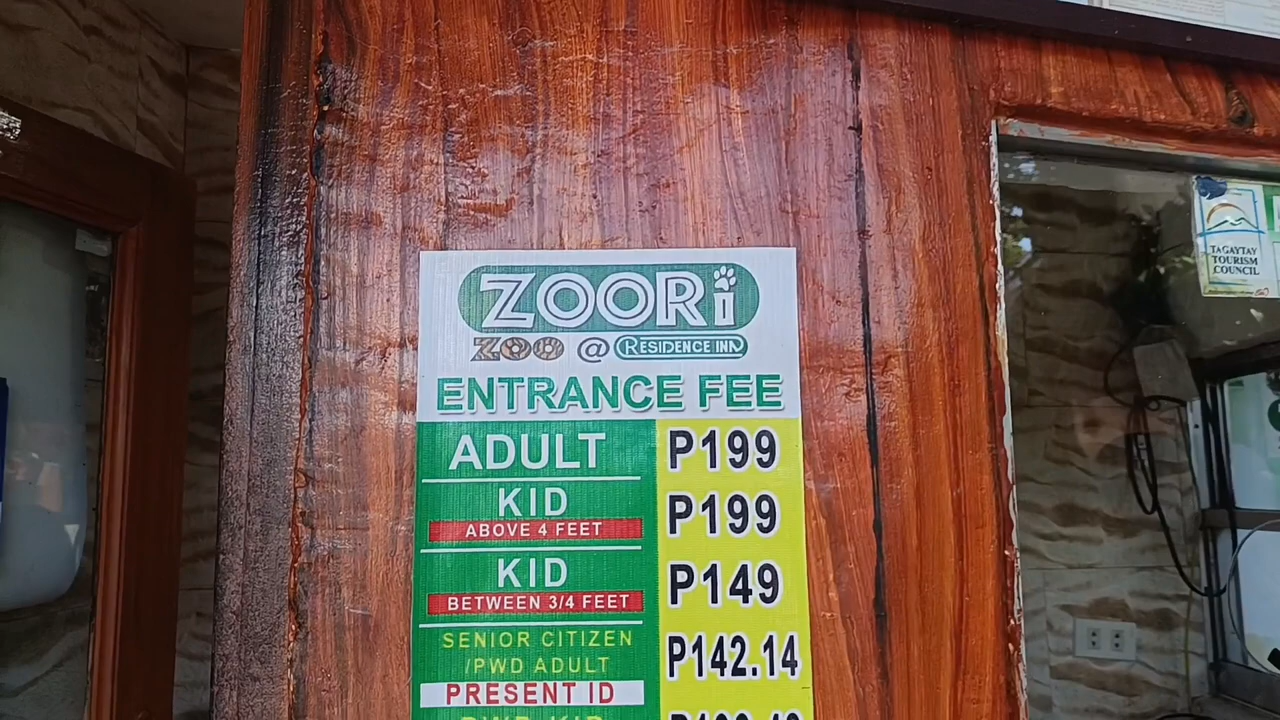 ZOORi
ZOO @ RESIDENCE INN
ENTRANCE FEE
ADULT P199
KID P199
ABOVE 4 FEET
KID P149
BETWEEN 3/4 FEET
SENIOR CITIZEN
/PWD ADULT P142.14
PRESENT ID
TAGAYTAY
TOURISM
COUNCIL